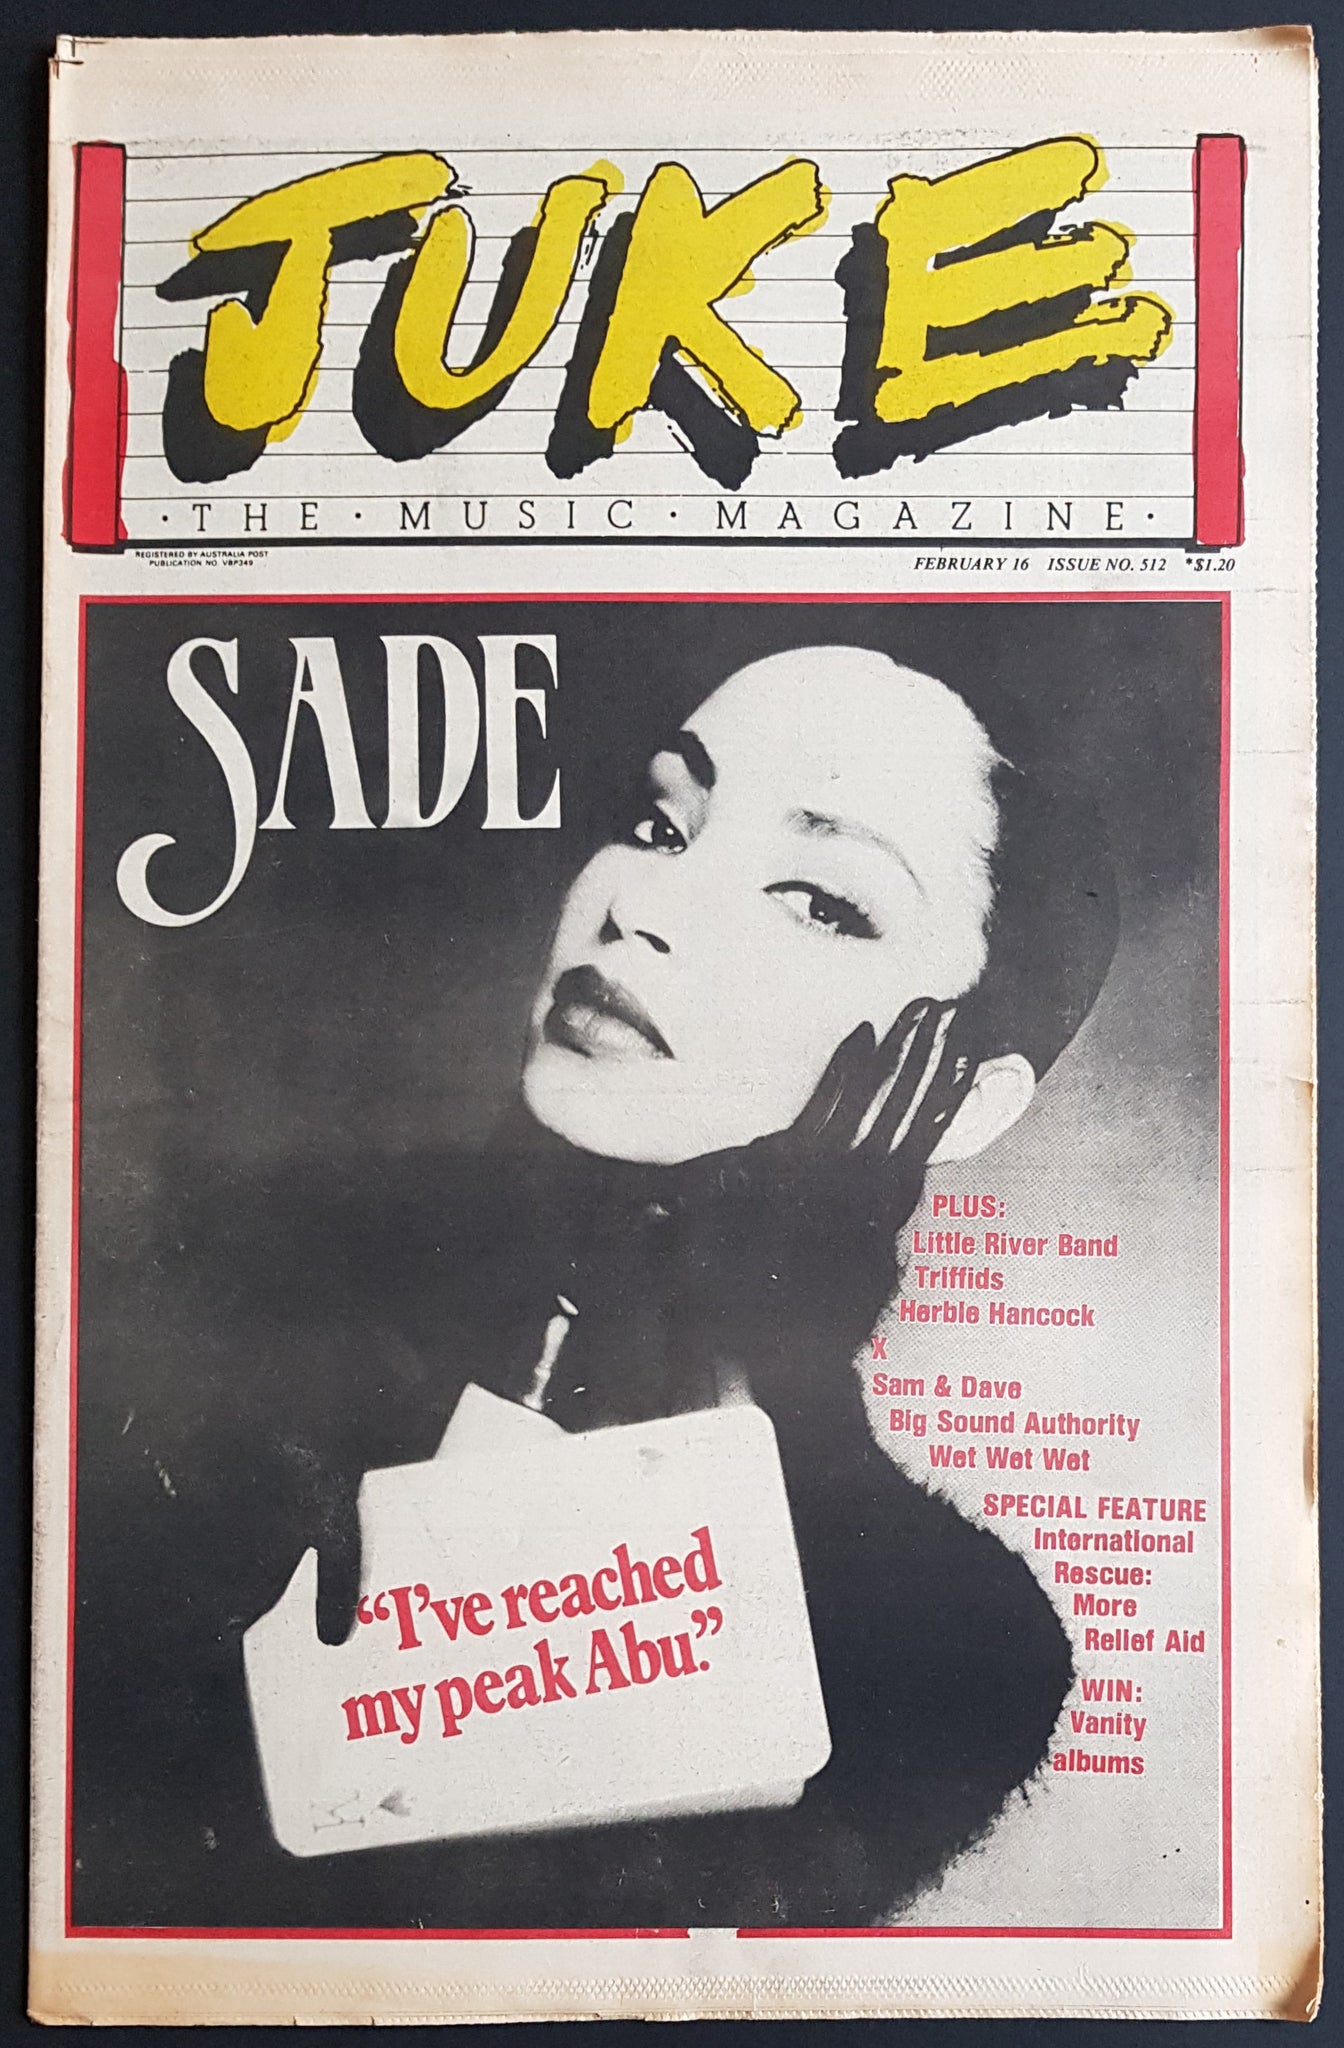 JUKE
· THE · MUSIC · MAGAZINE ·
REGISTERED BY AUSTRALIA POST
PUBLICATION NO. VBP349
FEBRUARY 16 ISSUE NO. 512 *$1.20
SADE
PLUS:
Little River Band
Triffids
Herbie Hancock
X
Sam & Dave
Big Sound Authority
Wet Wet Wet
SPECIAL FEATURE
International
Rescue:
More
Relief Aid
WIN:
Vanity
albums
“I’ve reached
my peak Abu.”